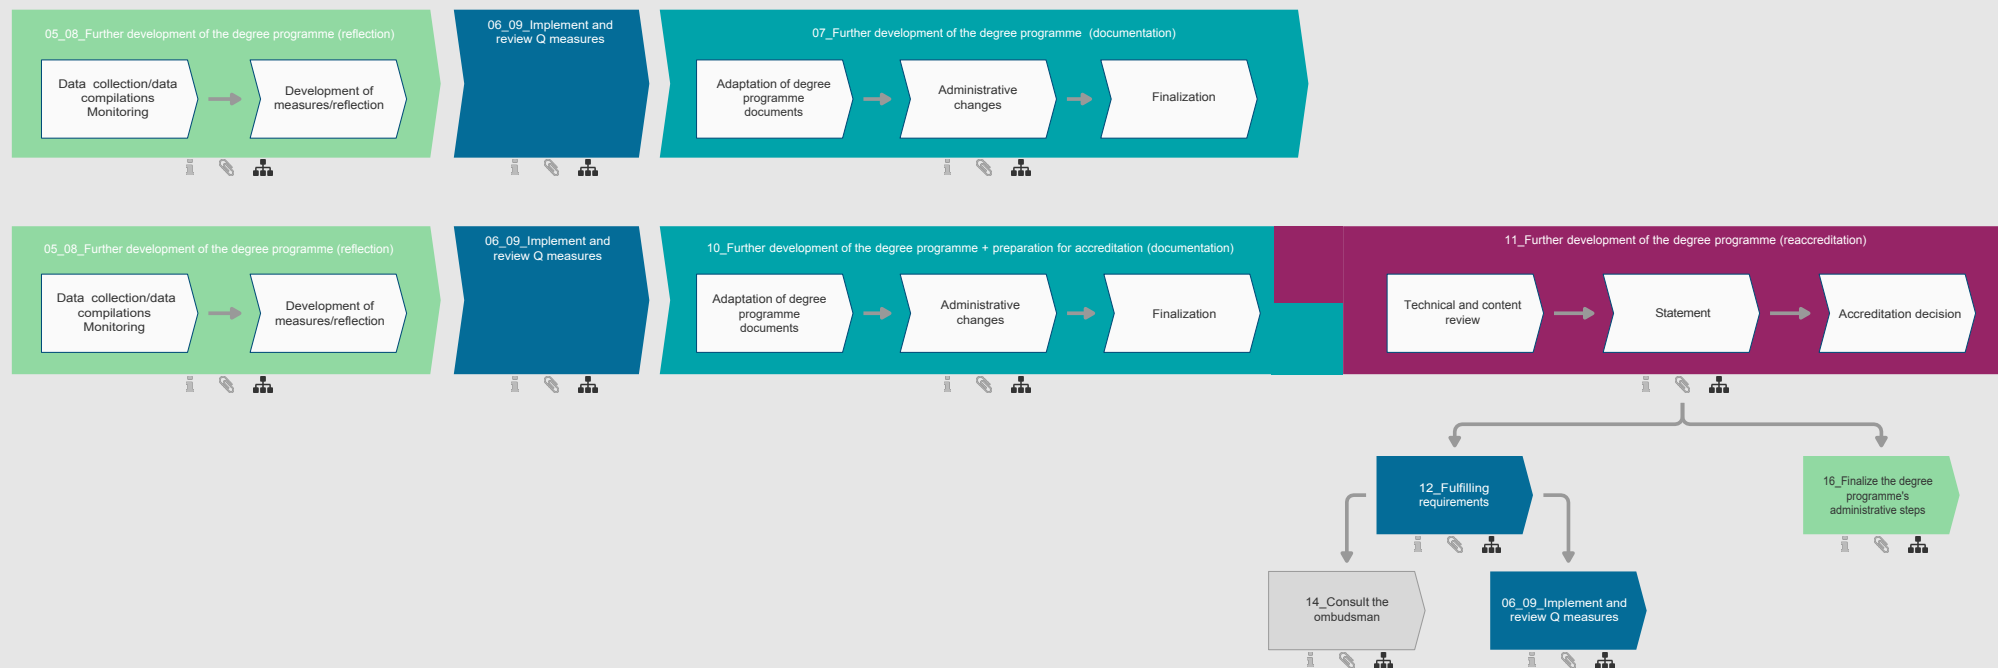 05_08_Further development of the degree programme (reflection)
Data  collection/data
compilations
Monitoring
Development of
measures/reflection
06_09_Implement and
review Q measures
07_Further development of the degree programme  (documentation)
Adaptation of degree
programme
documents
Administrative
changes
Finalization
05_08_Further development of the degree programme (reflection)
Data  collection/data
compilations
Monitoring
Development of
measures/reflection
06_09_Implement and
review Q measures
10_Further development of the degree programme + preparation for accreditation (documentation)
Adaptation of degree
programme
documents
Administrative
changes
Finalization
11_Further development of the degree programme (reaccreditation)
Technical and content
review
Statement
Accreditation decision
12_Fulfilling
requirements
16_Finalize the degree
programme's
administrative steps
14_Consult the
ombudsman
06_09_Implement and
review Q measures